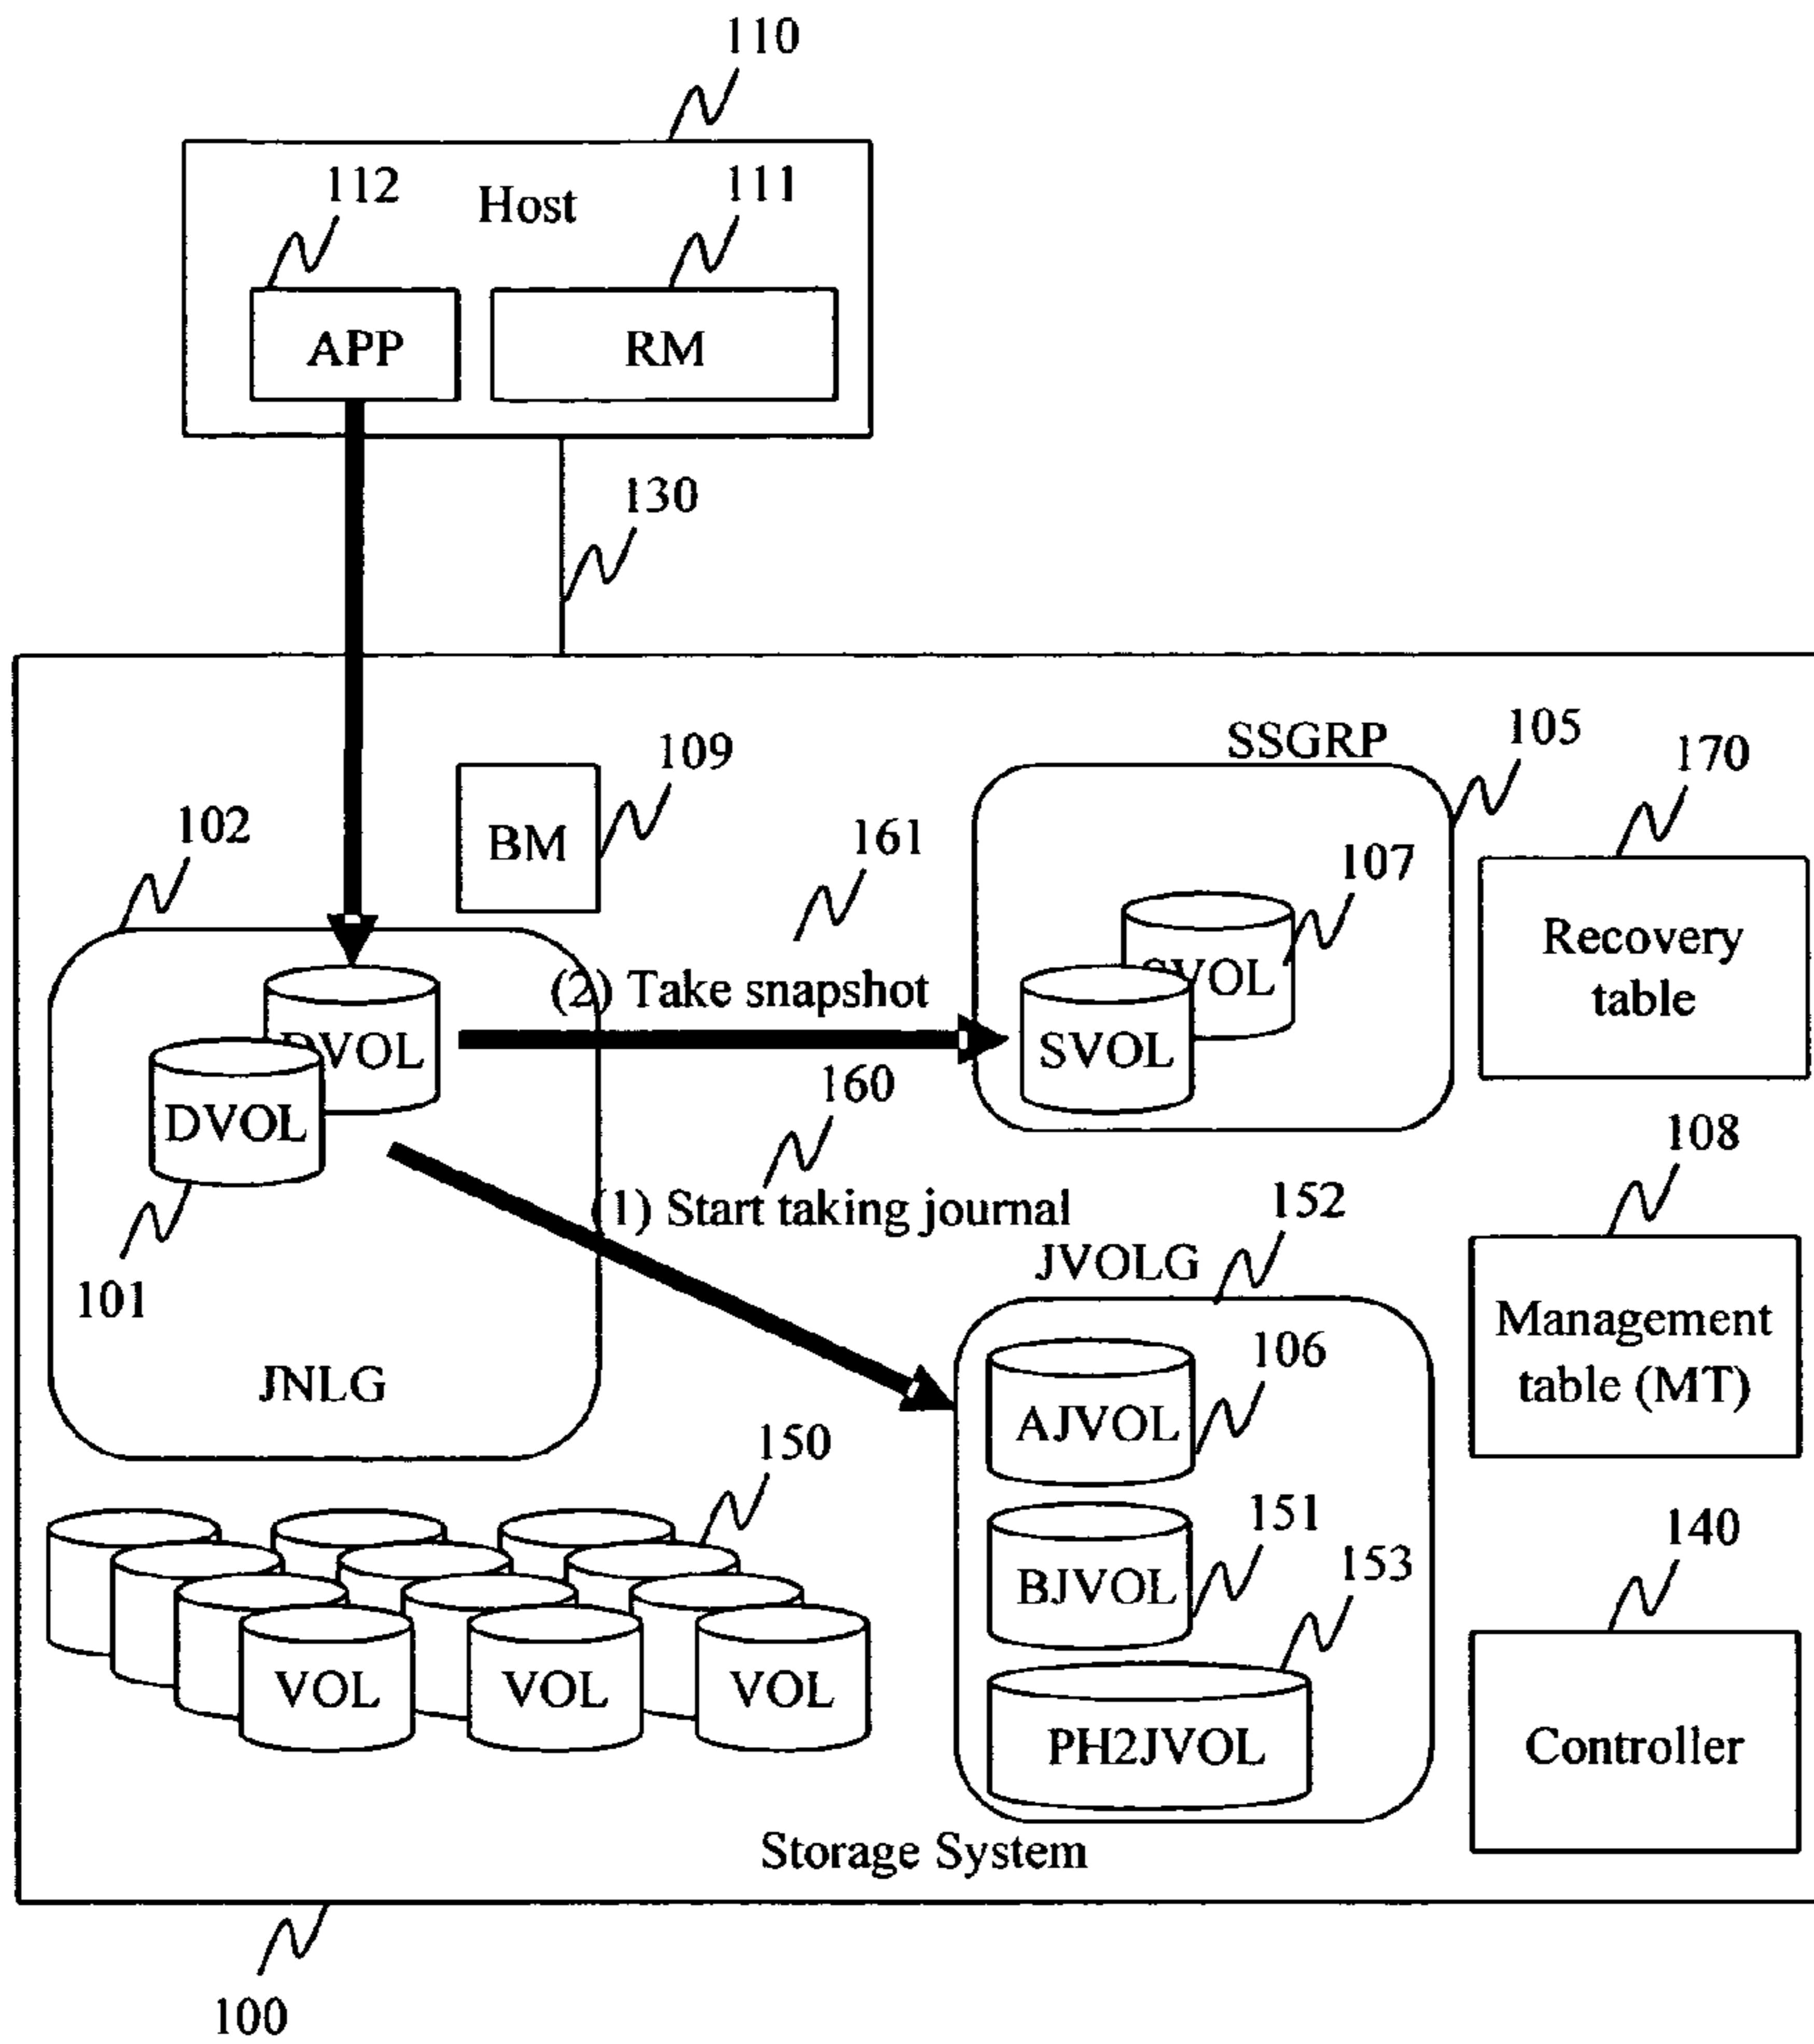 110
112
111
Host
APP
RM
130
SSGRP
105
170
109
102
161
107
BM
Recovery
table
SVOL
(2) Take snapshot
DVOL
SVOL
160
DVOL
108
(1) Start taking journal
152
JVOLG
101
106
Management
table (MT)
JNLG
AJVOL
150
151
140
153
BJVOL
VOL
VOL
VOL
PH2JVOL
Controller
Storage System
100